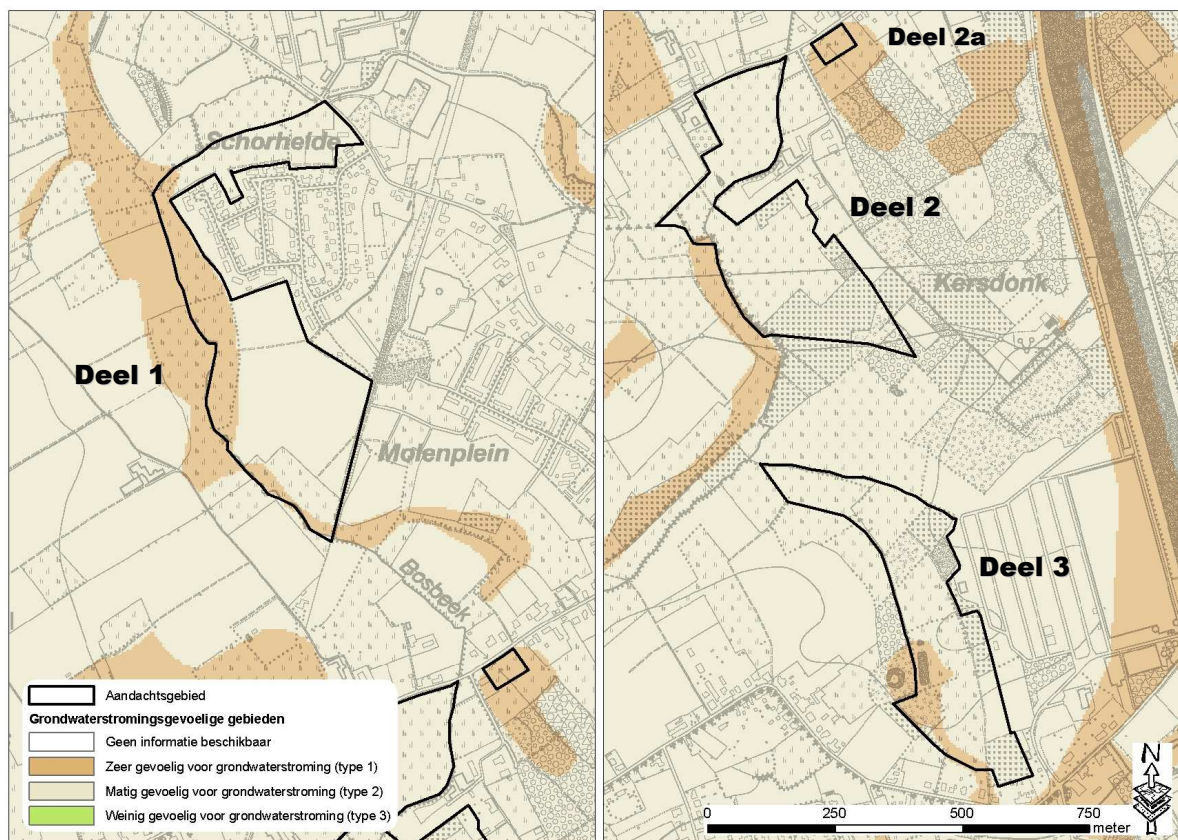 Schorhelde
Deel 1
Molenplein
Bosbeek
Aandachtsgebied
Grondwaterstromingsgevoelige gebieden
Geen informatie beschikbaar
Zeer gevoelig voor grondwaterstroming (type 1)
Matig gevoelig voor grondwaterstroming (type 2)
Weinig gevoelig voor grondwaterstroming (type 3)
Deel 2a
Deel 2
Kersdonk
Deel 3
N
0 250 500 750
meter